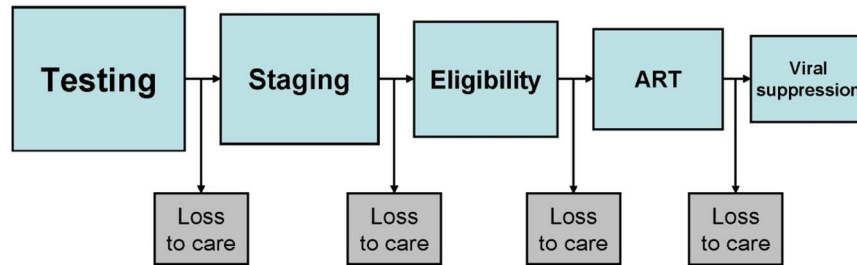 Testing
Staging
Eligibility
ART
Viral
suppression
Loss
to care
Loss
to care
Loss
to care
Loss
to care